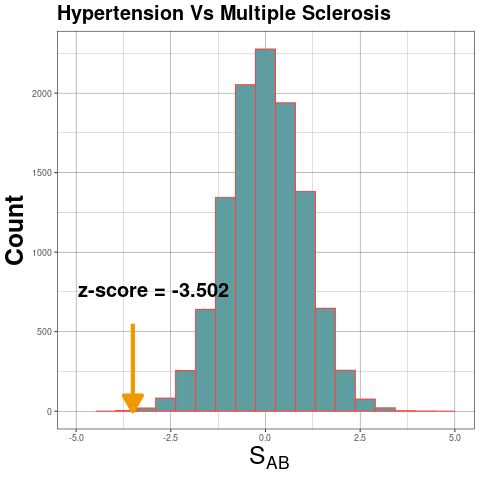 Hypertension Vs Multiple Sclerosis
Count
2000
1500
1000
500
0
z-score = -3.502
-5.0 -2.5 0.0 2.5 5.0
S_AB